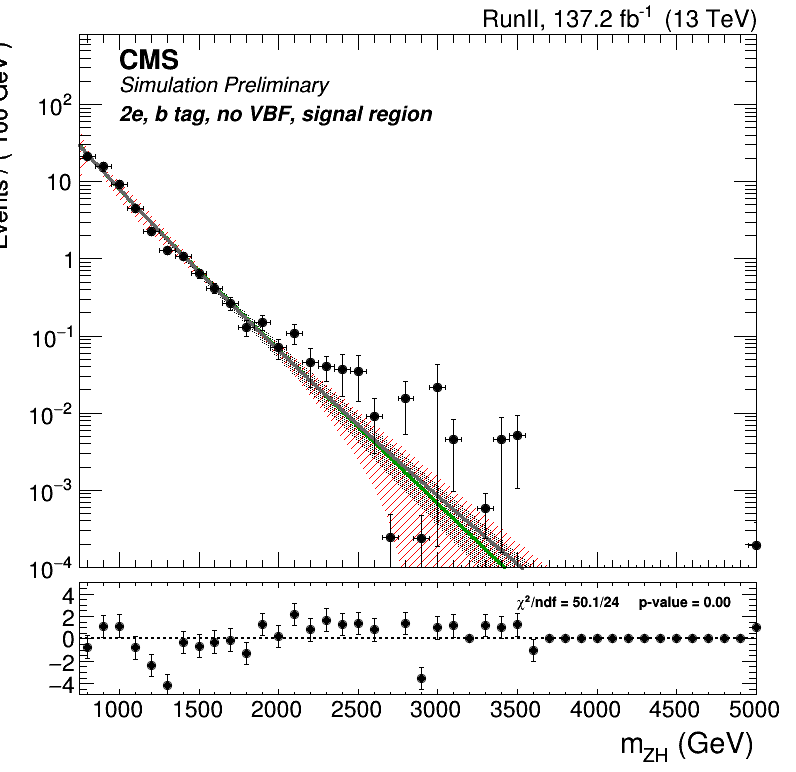 RunII, 137.2 fb⁻¹ (13 TeV)
CMS
Simulation Preliminary
2e, b tag, no VBF, signal region
Events / ( 100 GeV )
10²
10
1
10⁻¹
10⁻²
10⁻³
10⁻⁴
χ²/ndf = 50.1/24 p-value = 0.00
4
2
0
−2
−4
1000 1500 2000 2500 3000 3500 4000 4500 5000
m_ZH (GeV)